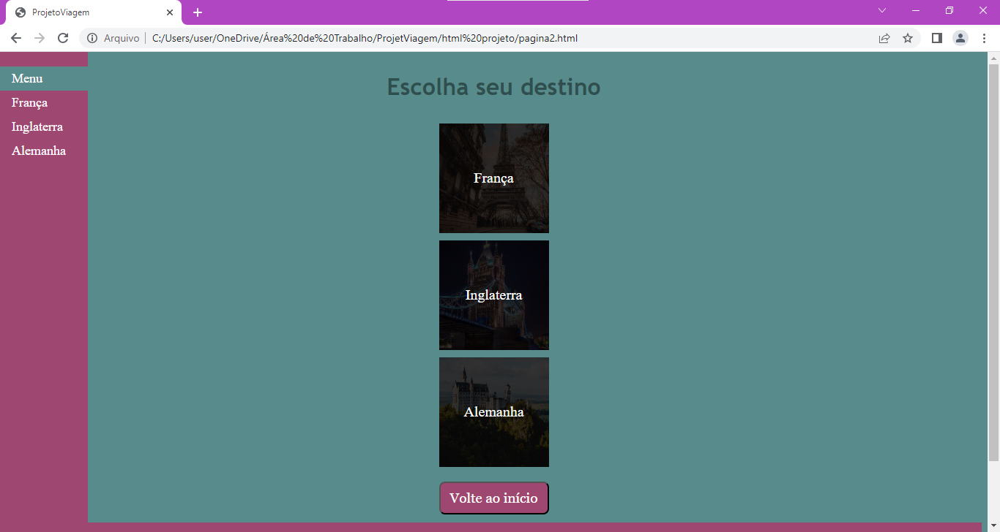 ProjetoViagem
Arquivo C:/Users/user/OneDrive/Área%20de%20Trabalho/ProjetViagem/html%20projeto/pagina2.html
Menu
França
Inglaterra
Alemanha
Escolha seu destino
França
Inglaterra
Alemanha
Volte ao início